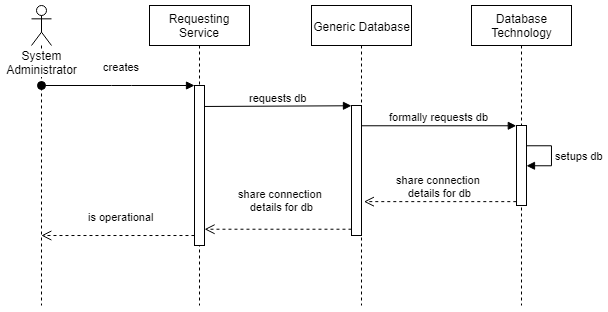 System
Administrator
Requesting
Service
Generic Database
Database
Technology
creates
requests db
formally requests db
setups db
share connection
details for db
share connection
details for db
is operational